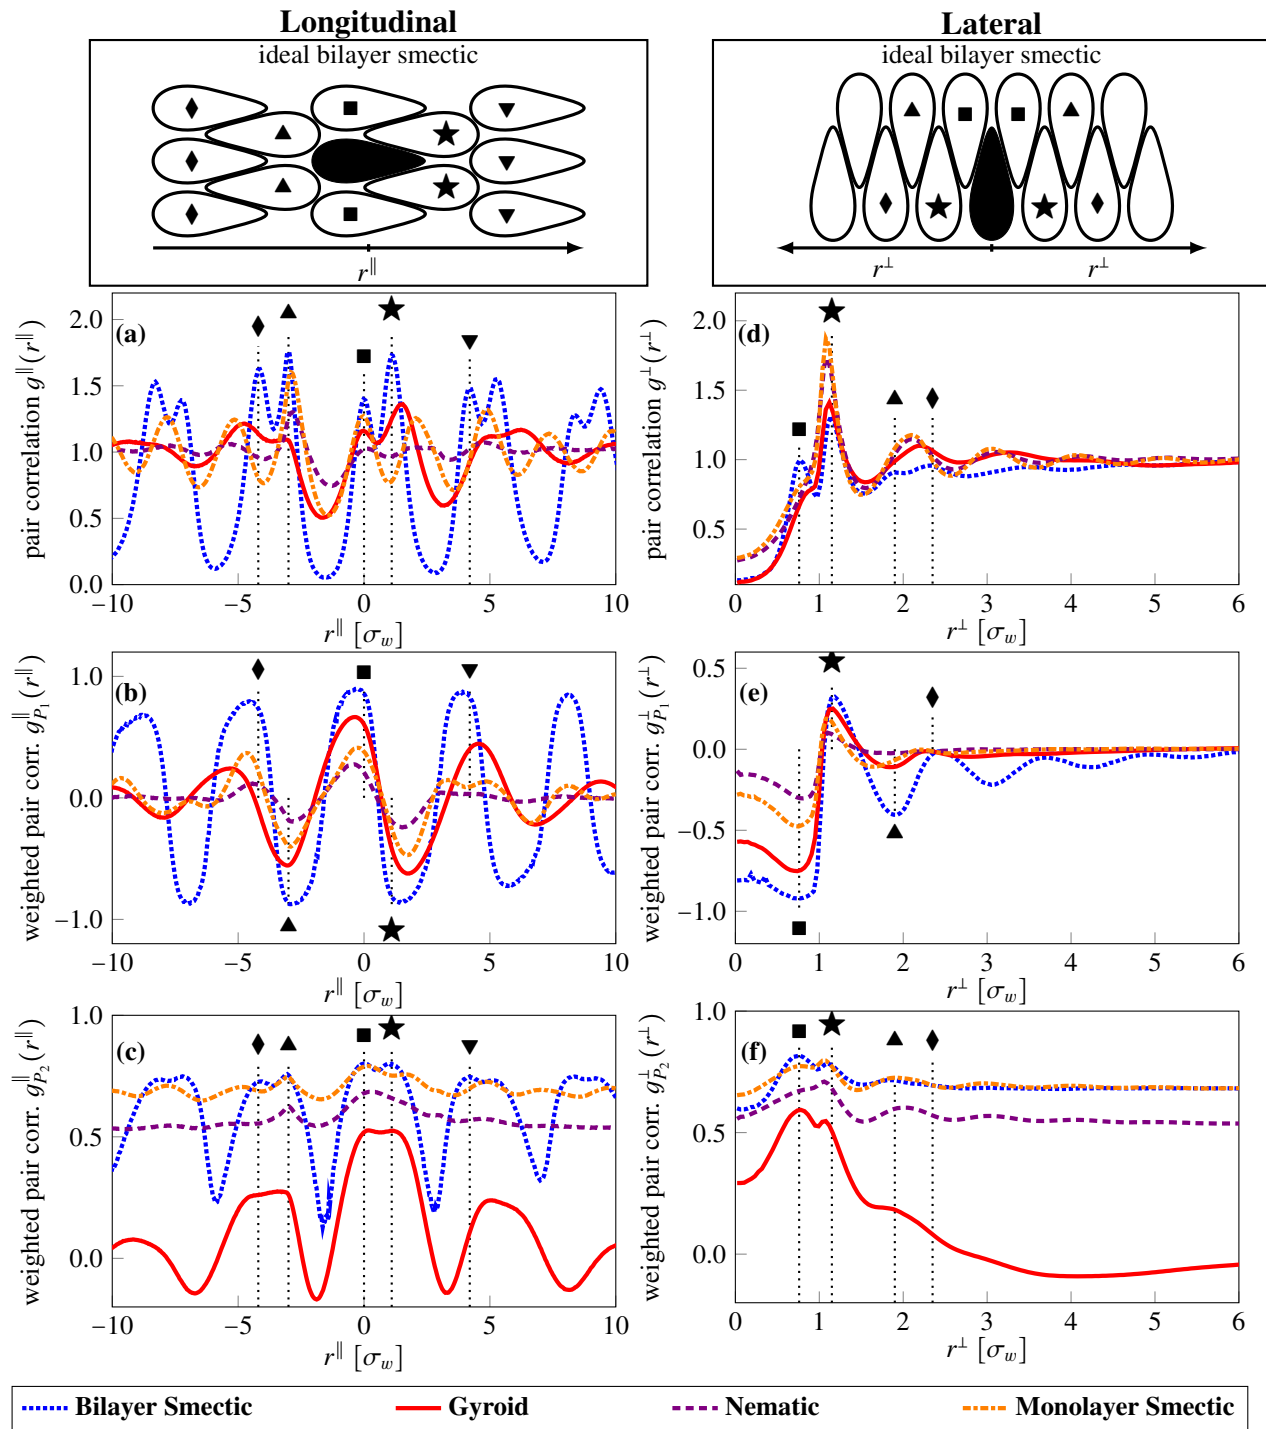 Longitudinal
ideal bilayer smectic
r∥
Lateral
ideal bilayer smectic
r⊥ r⊥
(a)
pair correlation g∥(r∥)
2.0
1.5
1.0
0.5
0.0
−10 −5 0 5 10
r∥ [σw]
(d)
pair correlation g⊥(r⊥)
2.0
1.5
1.0
0.5
0 1 2 3 4 5 6
r⊥ [σw]
(b)
weighted pair corr. g∥P1(r∥)
1.0
0.0
−1.0
−10 −5 0 5 10
r∥ [σw]
(e)
weighted pair corr. g⊥P1(r⊥)
0.5
0.0
−0.5
−1.0
0 1 2 3 4 5 6
r⊥ [σw]
(c)
weighted pair corr. g∥P2(r∥)
1.0
0.5
0.0
−10 −5 0 5 10
r∥ [σw]
(f)
weighted pair corr. g⊥P2(r⊥)
1.0
0.5
0.0
0 1 2 3 4 5 6
r⊥ [σw]
Bilayer Smectic Gyroid Nematic Monolayer Smectic